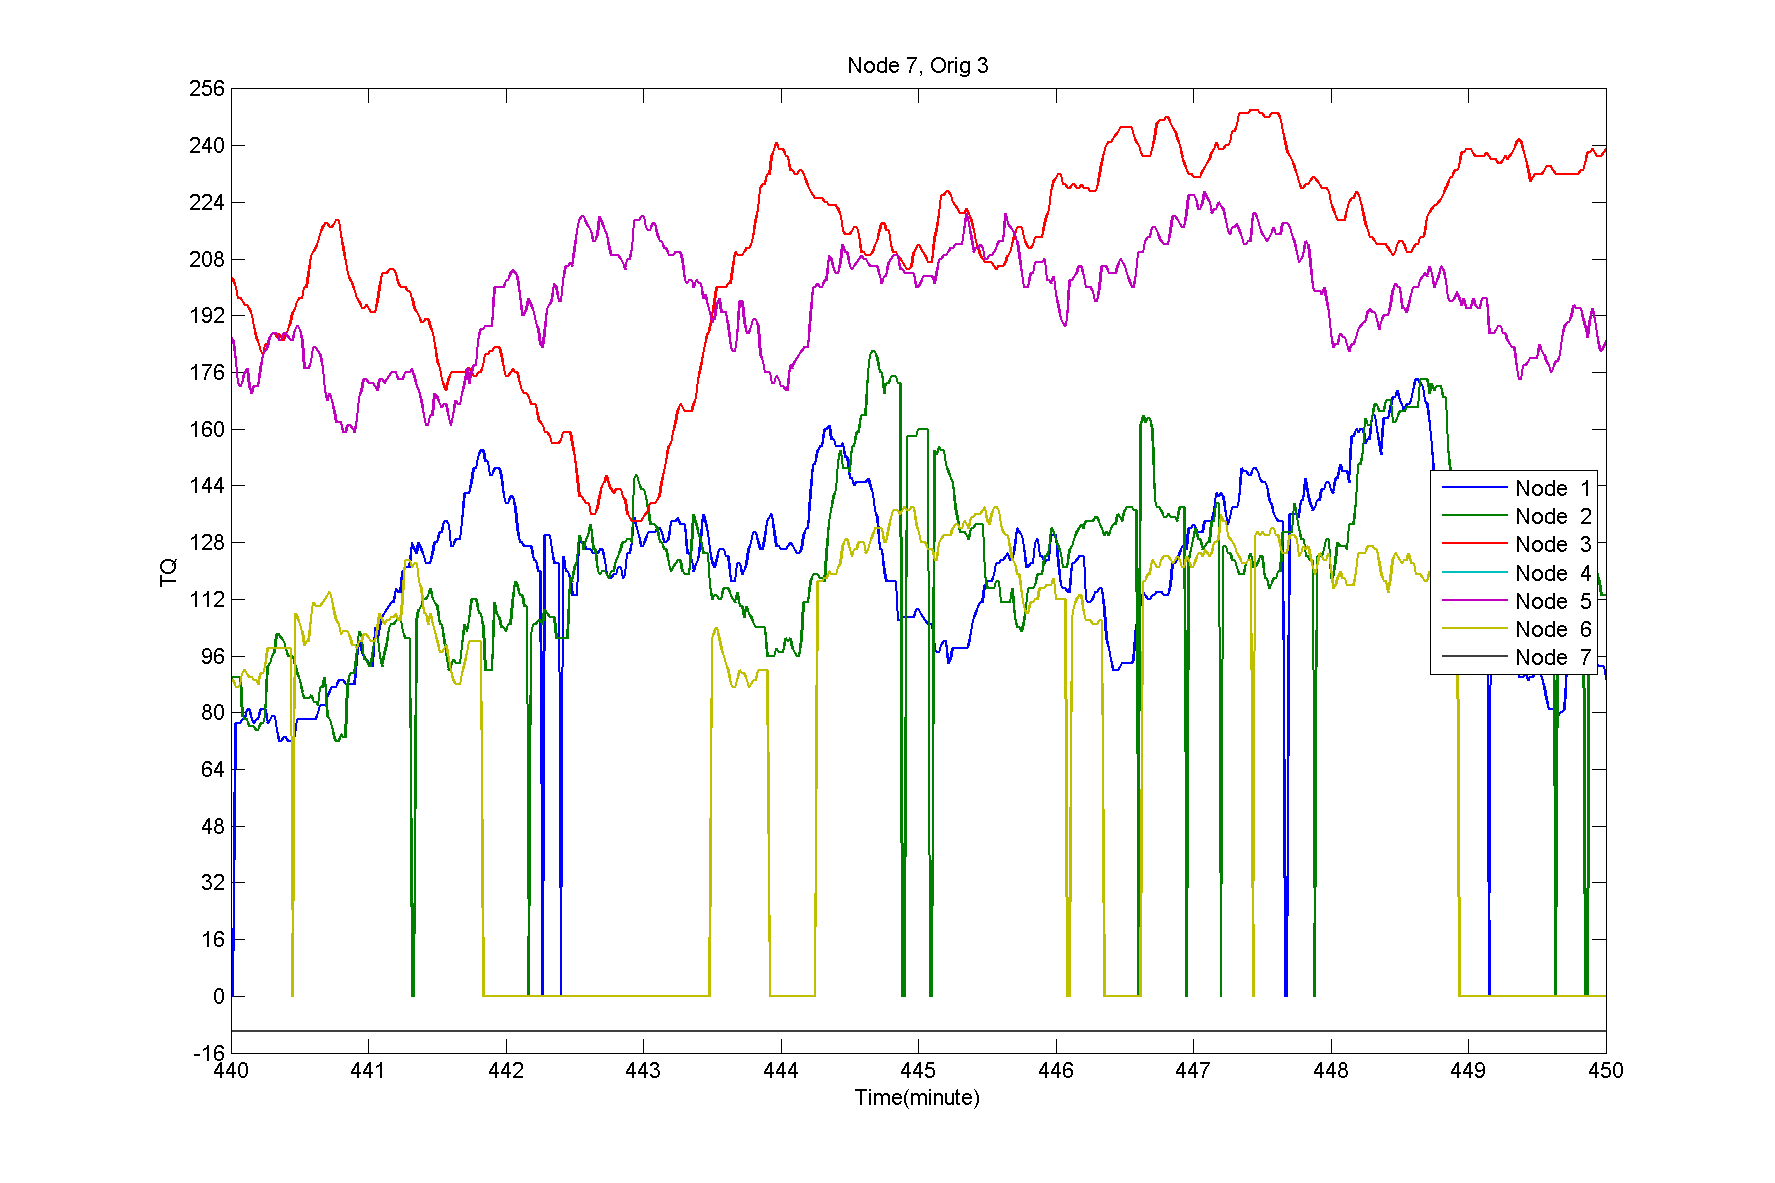 Node 7, Orig 3
256
240
224
208
192
176
160
144
128
112
96
80
64
48
32
16
0
-16
TQ
Node 1
Node 2
Node 3
Node 4
Node 5
Node 6
Node 7
440 441 442 443 444 445 446 447 448 449 450
Time(minute)